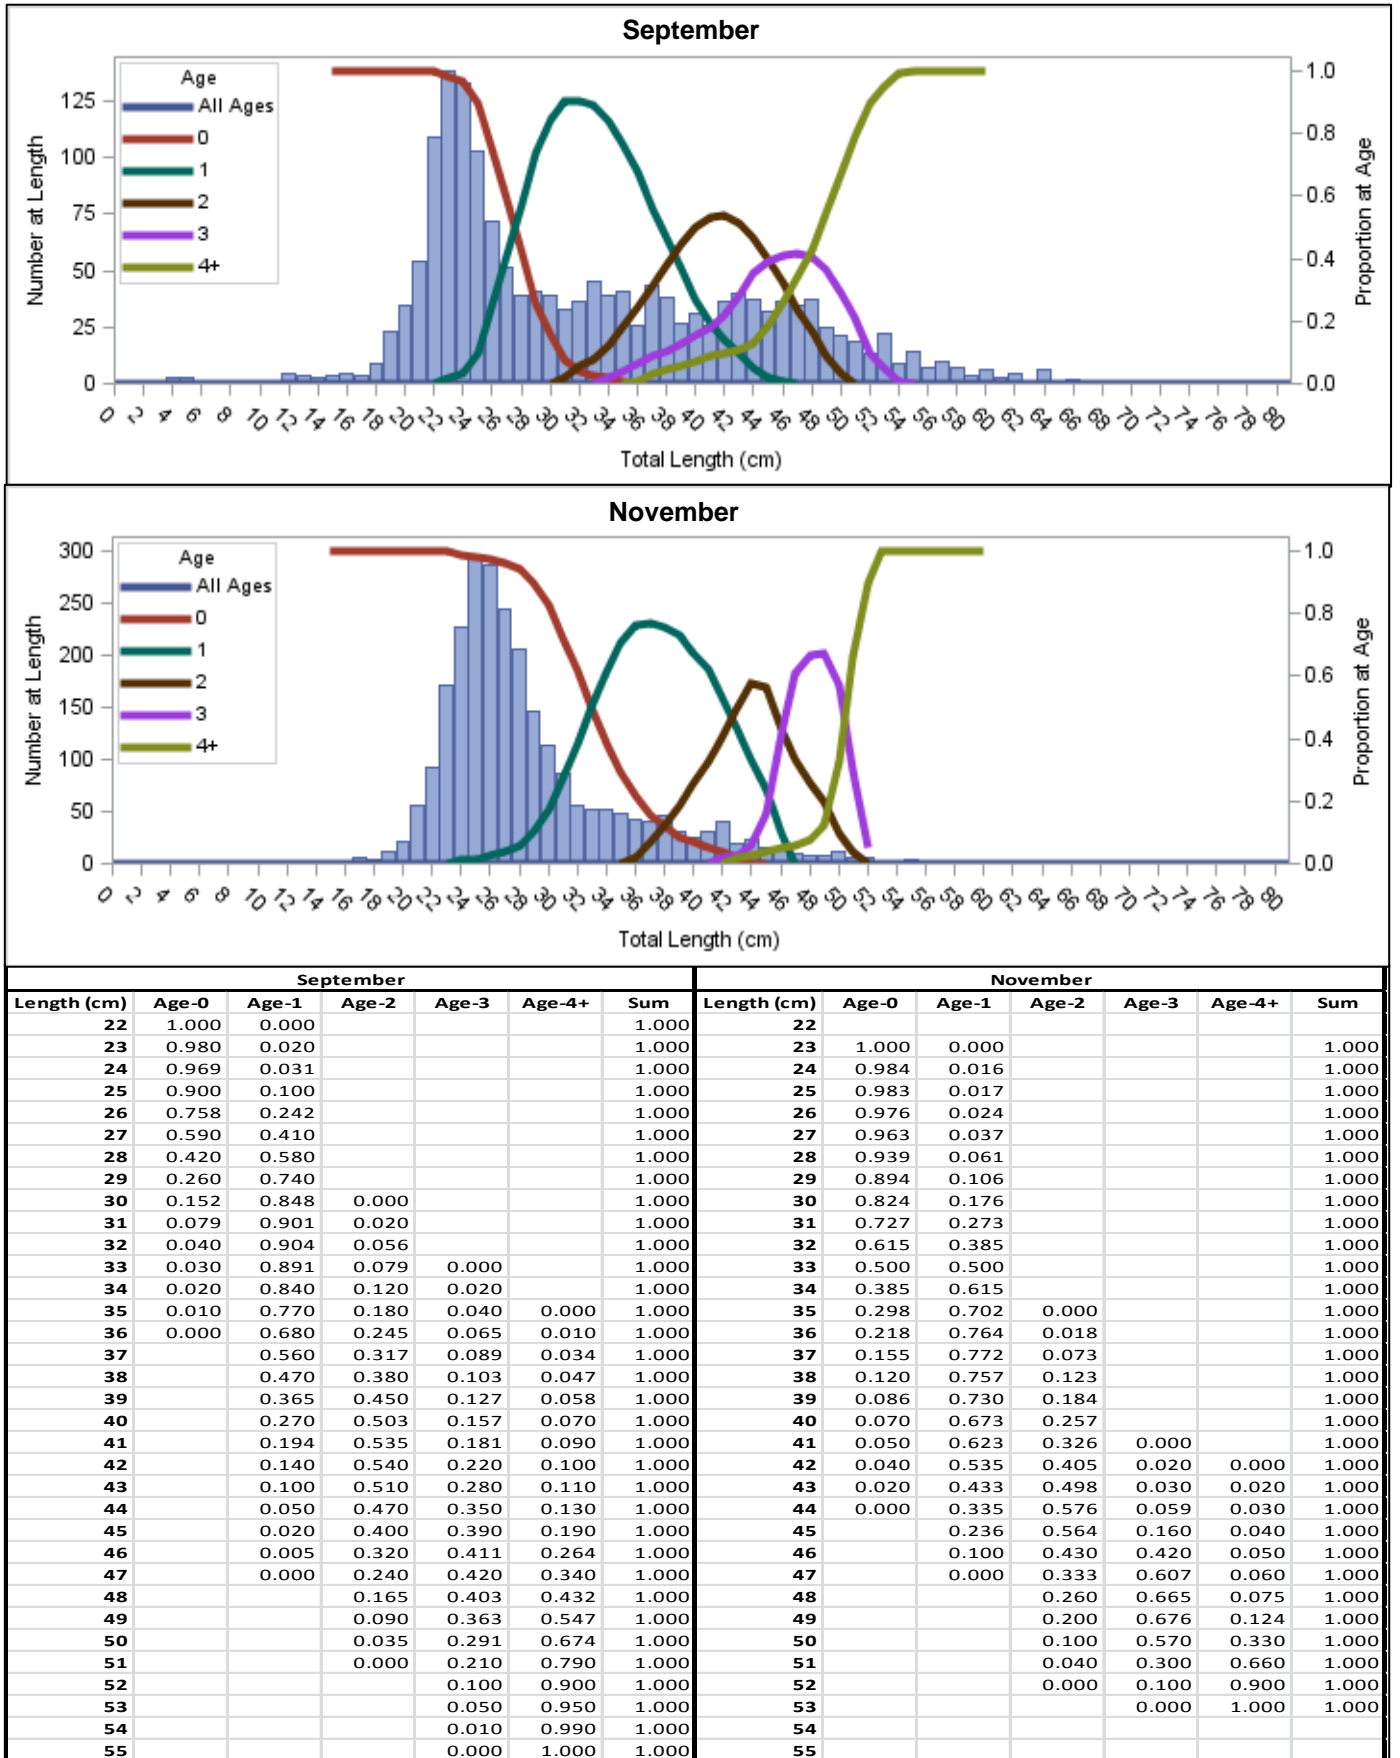 September
Age
All Ages
0
1
2
3
4+
Number at Length
125
100
75
50
25
0
1.0
0.8
0.6
0.4
0.2
0.0
Proportion at Age
0 2 4 6 8 10 12 14 16 18 20 22 24 26 28 30 32 34 36 38 40 42 44 46 48 50 52 54 56 58 60 62 64 66 68 70 72 74 76 78 80
Total Length (cm)
November
Age
All Ages
0
1
2
3
4+
Number at Length
300
250
200
150
100
50
0
1.0
0.8
0.6
0.4
0.2
0.0
Proportion at Age
0 2 4 6 8 10 12 14 16 18 20 22 24 26 28 30 32 34 36 38 40 42 44 46 48 50 52 54 56 58 60 62 64 66 68 70 72 74 76 78 80
Total Length (cm)
September November
Length (cm) Age-0 Age-1 Age-2 Age-3 Age-4+ Sum Length (cm) Age-0 Age-1 Age-2 Age-3 Age-4+ Sum
22 1.000 0.000 1.000 22
23 0.980 0.020 1.000 23 1.000 0.000 1.000
24 0.969 0.031 1.000 24 0.984 0.016 1.000
25 0.900 0.100 1.000 25 0.983 0.017 1.000
26 0.758 0.242 1.000 26 0.976 0.024 1.000
27 0.590 0.410 1.000 27 0.963 0.037 1.000
28 0.420 0.580 1.000 28 0.939 0.061 1.000
29 0.260 0.740 1.000 29 0.894 0.106 1.000
30 0.152 0.848 0.000 1.000 30 0.824 0.176 1.000
31 0.079 0.901 0.020 1.000 31 0.727 0.273 1.000
32 0.040 0.904 0.056 1.000 32 0.615 0.385 1.000
33 0.030 0.891 0.079 0.000 1.000 33 0.500 0.500 1.000
34 0.020 0.840 0.120 0.020 1.000 34 0.385 0.615 1.000
35 0.010 0.770 0.180 0.040 0.000 1.000 35 0.298 0.702 0.000 1.000
36 0.000 0.680 0.245 0.065 0.010 1.000 36 0.218 0.764 0.018 1.000
37 0.560 0.317 0.089 0.034 1.000 37 0.155 0.772 0.073 1.000
38 0.470 0.380 0.103 0.047 1.000 38 0.120 0.757 0.123 1.000
39 0.365 0.450 0.127 0.058 1.000 39 0.086 0.730 0.184 1.000
40 0.270 0.503 0.157 0.070 1.000 40 0.070 0.673 0.257 1.000
41 0.194 0.535 0.181 0.090 1.000 41 0.050 0.623 0.326 0.000 1.000
42 0.140 0.540 0.220 0.100 1.000 42 0.040 0.535 0.405 0.020 0.000 1.000
43 0.100 0.510 0.280 0.110 1.000 43 0.020 0.433 0.498 0.030 0.020 1.000
44 0.050 0.470 0.350 0.130 1.000 44 0.000 0.335 0.576 0.059 0.030 1.000
45 0.020 0.400 0.390 0.190 1.000 45 0.236 0.564 0.160 0.040 1.000
46 0.005 0.320 0.411 0.264 1.000 46 0.100 0.430 0.420 0.050 1.000
47 0.000 0.240 0.420 0.340 1.000 47 0.000 0.333 0.607 0.060 1.000
48 0.165 0.403 0.432 1.000 48 0.260 0.665 0.075 1.000
49 0.090 0.363 0.547 1.000 49 0.200 0.676 0.124 1.000
50 0.035 0.291 0.674 1.000 50 0.100 0.570 0.330 1.000
51 0.000 0.210 0.790 1.000 51 0.040 0.300 0.660 1.000
52 0.100 0.900 1.000 52 0.000 0.100 0.900 1.000
53 0.050 0.950 1.000 53 0.000 1.000 1.000
54 0.010 0.990 1.000 54
55 0.000 1.000 1.000 55